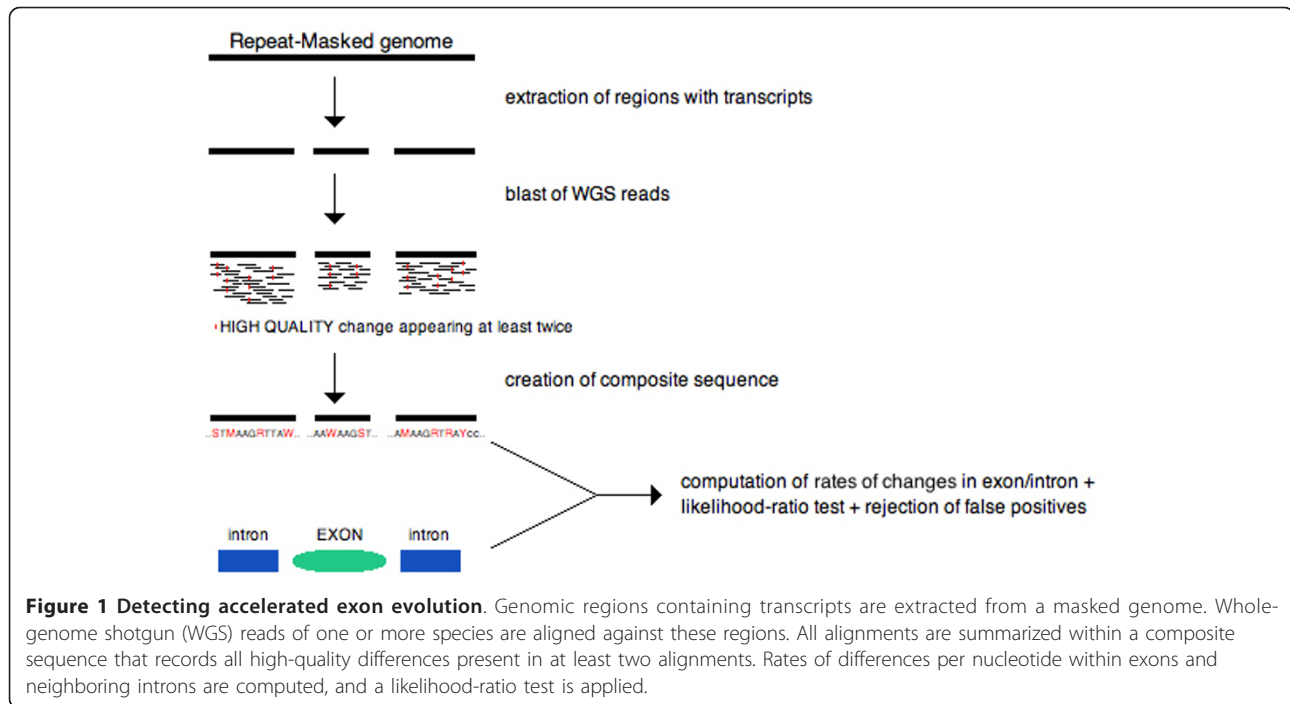 Repeat-Masked genome
extraction of regions with transcripts
blast of WGS reads
HIGH QUALITY change appearing at least twice
creation of composite sequence
..STMAAGRTTAW.. ..AAWAAGST.. ..AMAAGRTRAYCC..
computation of rates of changes in exon/intron +
likelihood-ratio test + rejection of false positives
intron EXON intron
Figure 1 Detecting accelerated exon evolution. Genomic regions containing transcripts are extracted from a masked genome. Whole-
genome shotgun (WGS) reads of one or more species are aligned against these regions. All alignments are summarized within a composite
sequence that records all high-quality differences present in at least two alignments. Rates of differences per nucleotide within exons and
neighboring introns are computed, and a likelihood-ratio test is applied.